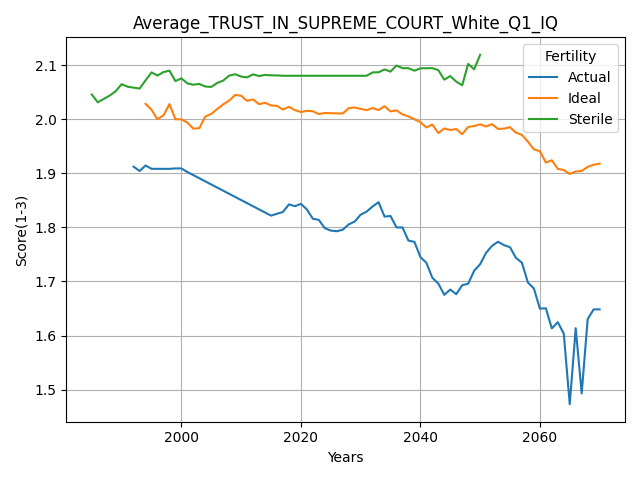 Average_TRUST_IN_SUPREME_COURT_White_Q1_IQ
Fertility
Actual
Ideal
Sterile
Score(1-3)
2.1
2.0
1.9
1.8
1.7
1.6
1.5
2000
2020
2040
2060
Years